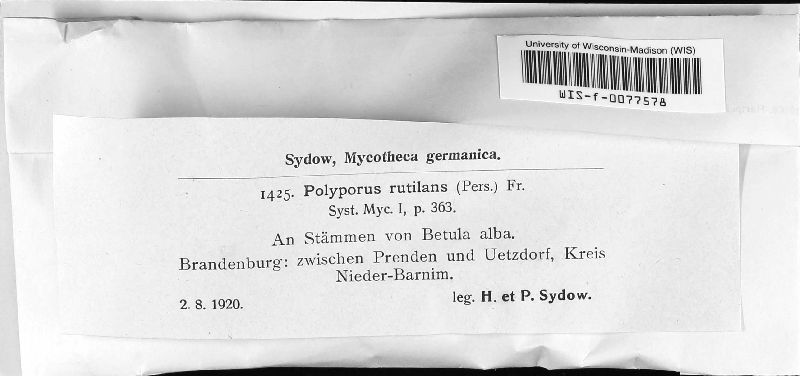 University of Wisconsin-Madison (WIS)
WIS-f-0077578
Sydow, Mycotheca germanica.
1425. Polyporus rutilans (Pers.) Fr.
Syst. Myc. I, p. 363.
An Stämmen von Betula alba.
Brandenburg: zwischen Prenden und Uetzdorf, Kreis
Nieder-Barnim.
2. 8. 1920. leg. H. et P. Sydow.